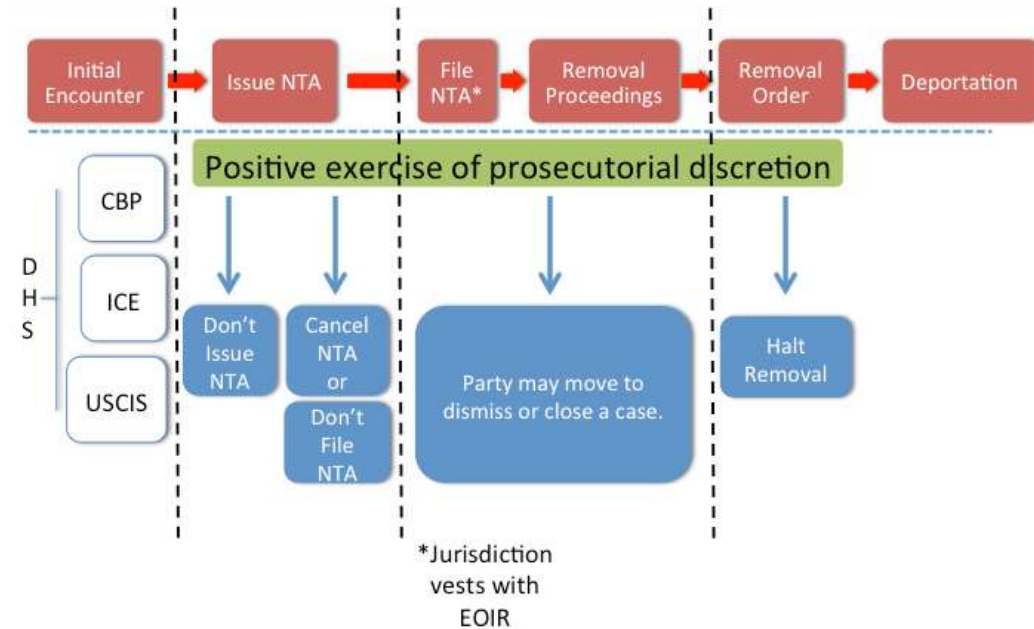 Initial
Encounter
Issue NTA
File
NTA*
Removal
Proceedings
Removal
Order
Deportation
Positive exercise of prosecutorial discretion
D
H
S
CBP
ICE
USCIS
Don't
Issue
NTA
Cancel
NTA
or
Don't
File
NTA
Party may move to
dismiss or close a case.
Halt
Removal
*Jurisdiction
vests with
EOIR